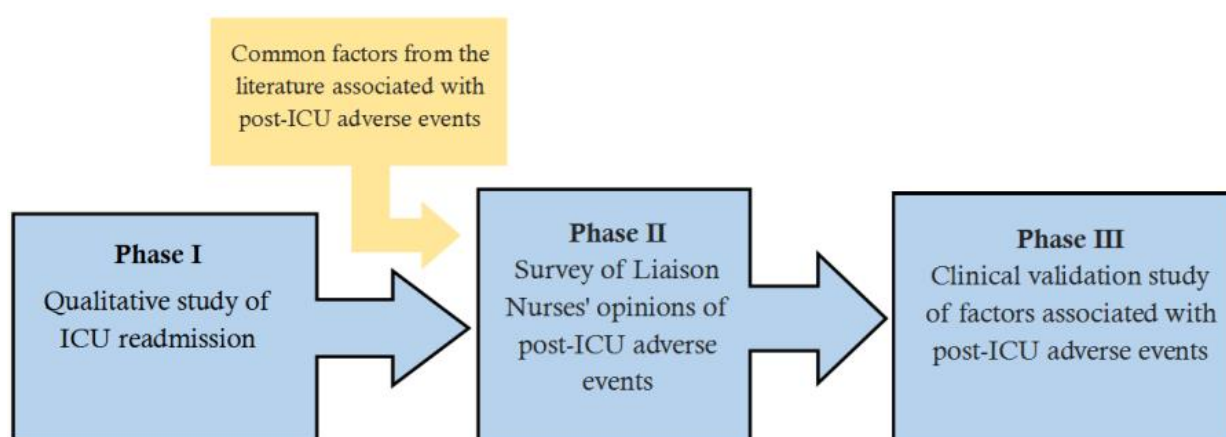 Common factors from the
literature associated with
post-ICU adverse events
Phase I
Qualitative study of
ICU readmission
Phase II
Survey of Liaison
Nurses' opinions of
post-ICU adverse
events
Phase III
Clinical validation study
of factors associated with
post-ICU adverse events